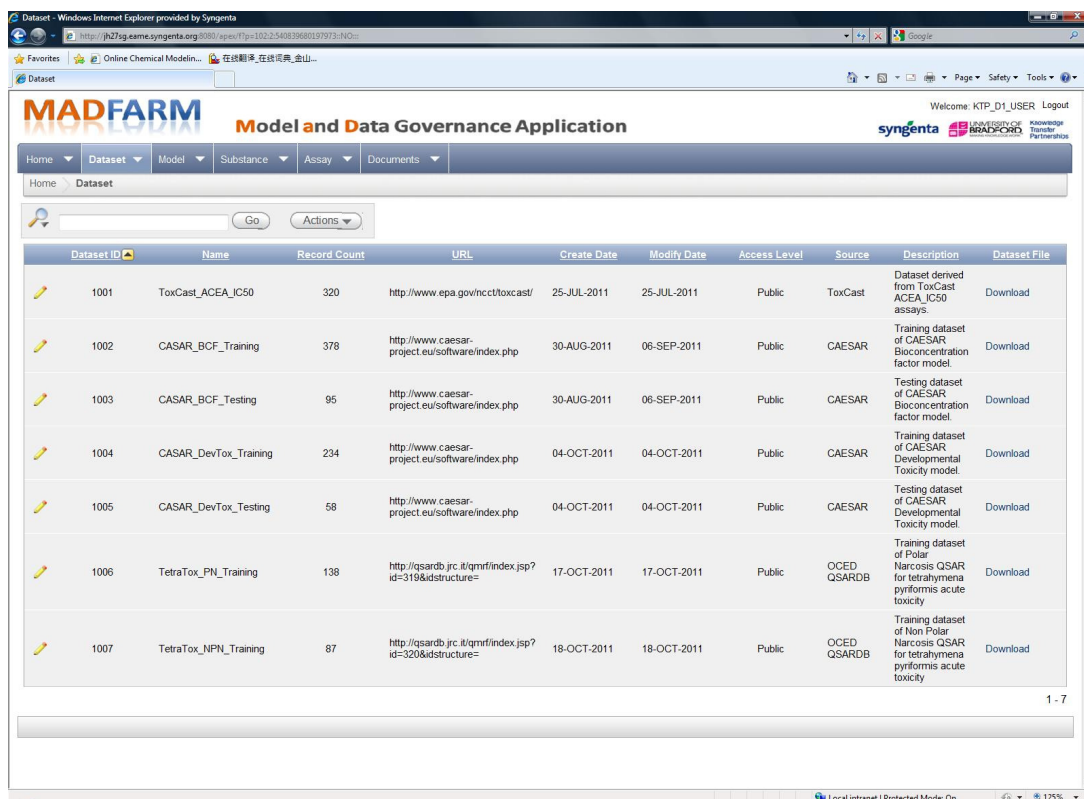 Dataset - Windows Internet Explorer provided by Syngenta
http://jh27sg.eame.syngenta.org:8080/apex/f?p=102:2:540839680197973::NO:::
Google
Favorites Online Chemical Modelin... 在线翻译_在线词典_金山...
Dataset
Page Safety Tools
MADFARM
Model and Data Governance Application
Welcome: KTP_D1_USER Logout
syngenta UNIVERSITY OF BRADFORD Knowledge Transfer Partnerships
Home Dataset Model Substance Assay Documents
Home Dataset
Go Actions
Dataset ID Name Record Count URL Create Date Modify Date Access Level Source Description Dataset File
1001 ToxCast_ACEA_IC50 320 http://www.epa.gov/ncct/toxcast/ 25-JUL-2011 25-JUL-2011 Public ToxCast Dataset derived from ToxCast ACEA_IC50 assays. Download
1002 CASAR_BCF_Training 378 http://www.caesar-project.eu/software/index.php 30-AUG-2011 06-SEP-2011 Public CAESAR Training dataset of CAESAR Bioconcentration factor model. Download
1003 CASAR_BCF_Testing 95 http://www.caesar-project.eu/software/index.php 30-AUG-2011 06-SEP-2011 Public CAESAR Testing dataset of CAESAR Bioconcentration factor model. Download
1004 CASAR_DevTox_Training 234 http://www.caesar-project.eu/software/index.php 04-OCT-2011 04-OCT-2011 Public CAESAR Training dataset of CAESAR Developmental Toxicity model. Download
1005 CASAR_DevTox_Testing 58 http://www.caesar-project.eu/software/index.php 04-OCT-2011 04-OCT-2011 Public CAESAR Testing dataset of CAESAR Developmental Toxicity model. Download
1006 TetraTox_PN_Training 138 http://qsardb.jrc.it/qmrf/index.jsp?id=319&idstructure= 17-OCT-2011 17-OCT-2011 Public OCED QSARDB Training dataset of Polar Narcosis QSAR for tetrahymena pyriformis acute toxicity Download
1007 TetraTox_NPN_Training 87 http://qsardb.jrc.it/qmrf/index.jsp?id=320&idstructure= 18-OCT-2011 18-OCT-2011 Public OCED QSARDB Training dataset of Non Polar Narcosis QSAR for tetrahymena pyriformis acute toxicity Download
1 - 7
Local intranet | Protected Mode: On 125%